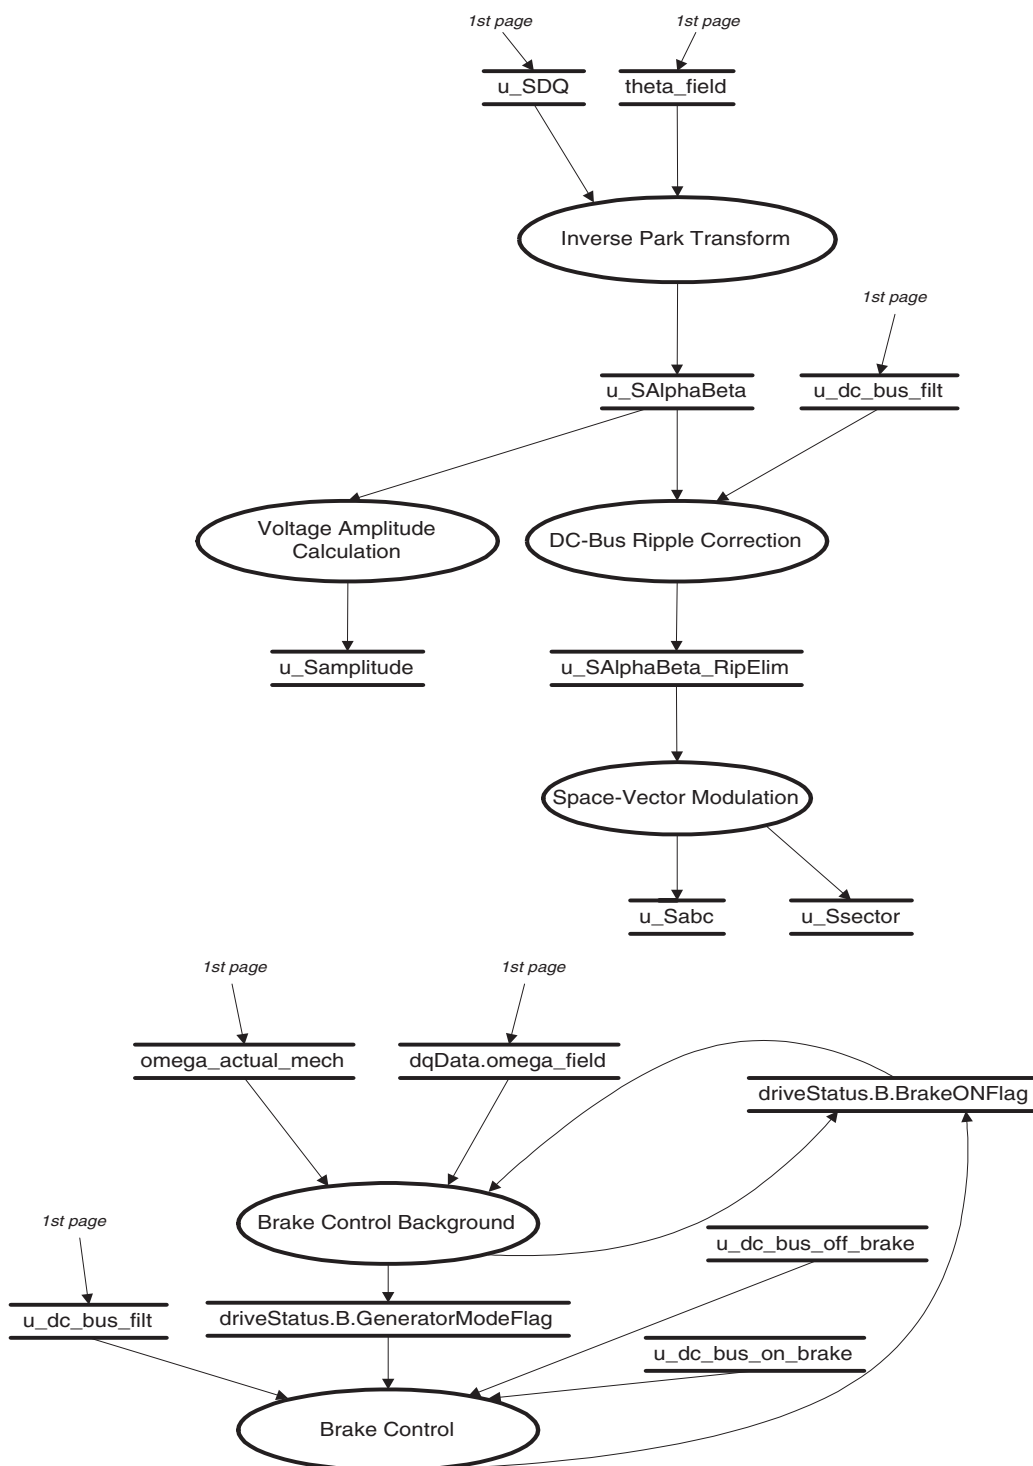 1st page
1st page
u_SDQ
theta_field
Inverse Park Transform
1st page
u_SAlphaBeta
u_dc_bus_filt
Voltage Amplitude
Calculation
DC-Bus Ripple Correction
u_Samplitude
u_SAlphaBeta_RipElim
Space-Vector Modulation
u_Sabc
u_Ssector
1st page
1st page
omega_actual_mech
dqData.omega_field
driveStatus.B.BrakeONFlag
Brake Control Background
1st page
u_dc_bus_off_brake
u_dc_bus_filt
driveStatus.B.GeneratorModeFlag
u_dc_bus_on_brake
Brake Control